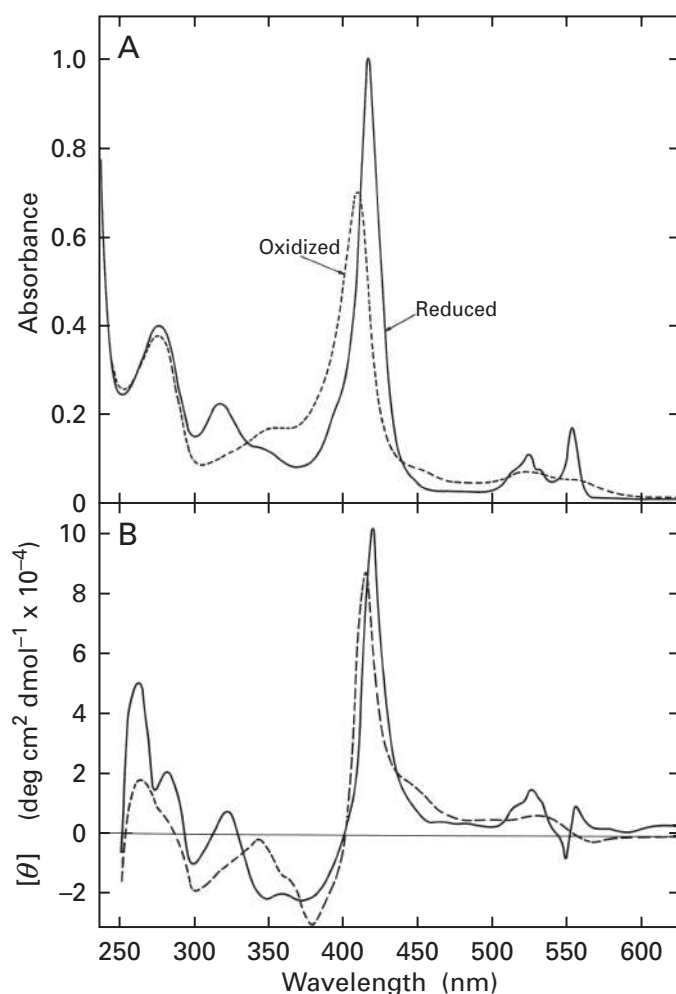 A
1.0
0.8
0.6
0.4
0.2
0
Absorbance
Oxidized
Reduced
B
10
8
6
4
2
0
−2
[θ] (deg cm² dmol⁻¹ x 10⁻⁴)
250 300 350 400 450 500 550 600
Wavelength (nm)